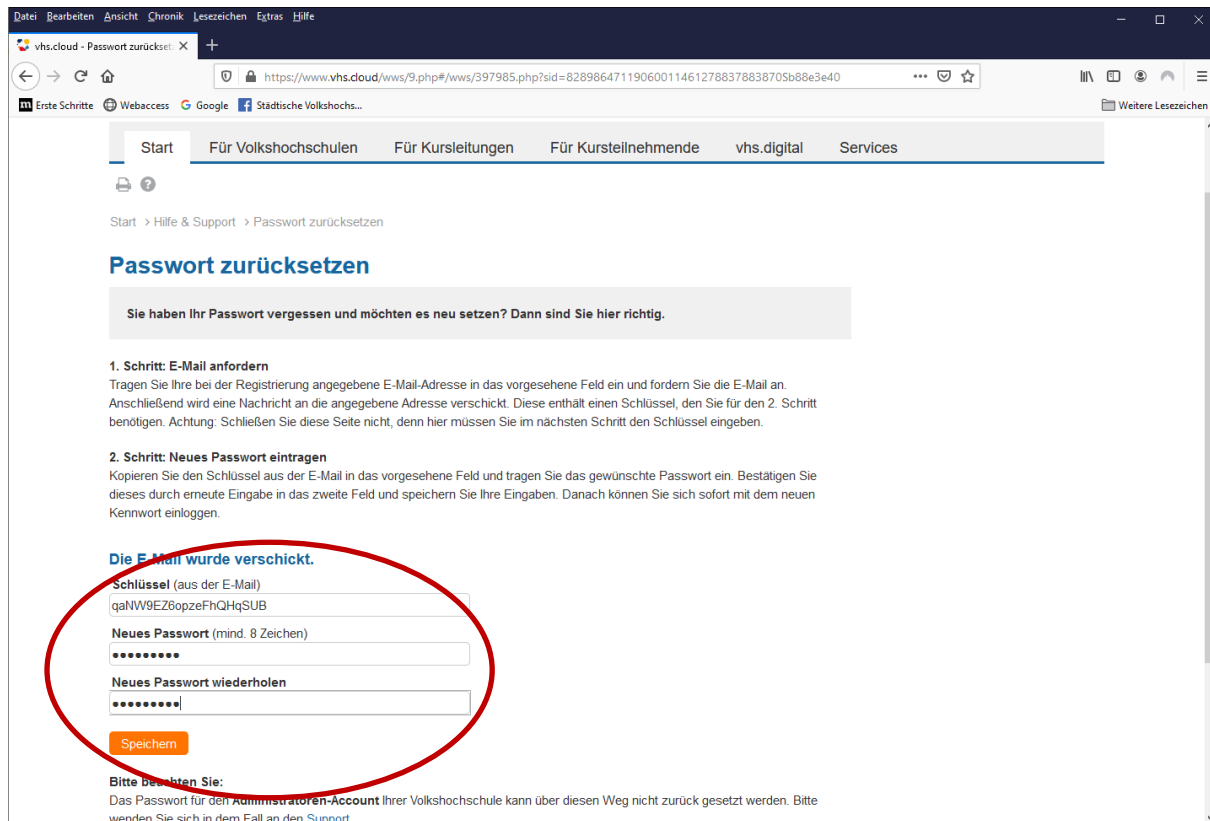 Datei Bearbeiten Ansicht Chronik Lesezeichen Extras Hilfe
vhs.cloud - Passwort zurückset
https://www.vhs.cloud/wws/9.php#/wws/397985.php?sid=82898647119060011461278837883870Sb88e3e40
Erste Schritte Webaccess Google Städtische Volkshochs... Weitere Lesezeichen
Start Für Volkshochschulen Für Kursleitungen Für Kursteilnehmende vhs.digital Services
Start > Hilfe & Support > Passwort zurücksetzen
Passwort zurücksetzen
Sie haben Ihr Passwort vergessen und möchten es neu setzen? Dann sind Sie hier richtig.
1. Schritt: E-Mail anfordern
Tragen Sie Ihre bei der Registrierung angegebene E-Mail-Adresse in das vorgesehene Feld ein und fordern Sie die E-Mail an.
Anschließend wird eine Nachricht an die angegebene Adresse verschickt. Diese enthält einen Schlüssel, den Sie für den 2. Schritt
benötigen. Achtung: Schließen Sie diese Seite nicht, denn hier müssen Sie im nächsten Schritt den Schlüssel eingeben.
2. Schritt: Neues Passwort eintragen
Kopieren Sie den Schlüssel aus der E-Mail in das vorgesehene Feld und tragen Sie das gewünschte Passwort ein. Bestätigen Sie
dieses durch erneute Eingabe in das zweite Feld und speichern Sie Ihre Eingaben. Danach können Sie sich sofort mit dem neuen
Kennwort einloggen.
Die E-Mail wurde verschickt.
Schlüssel (aus der E-Mail)
qaNW9EZ6opzeFhQHqSUB
Neues Passwort (mind. 8 Zeichen)
●●●●●●●●●
Neues Passwort wiederholen
●●●●●●●●●
Speichern
Bitte beachten Sie:
Das Passwort für den Administratoren-Account Ihrer Volkshochschule kann über diesen Weg nicht zurück gesetzt werden. Bitte
wenden Sie sich in dem Fall an den Support